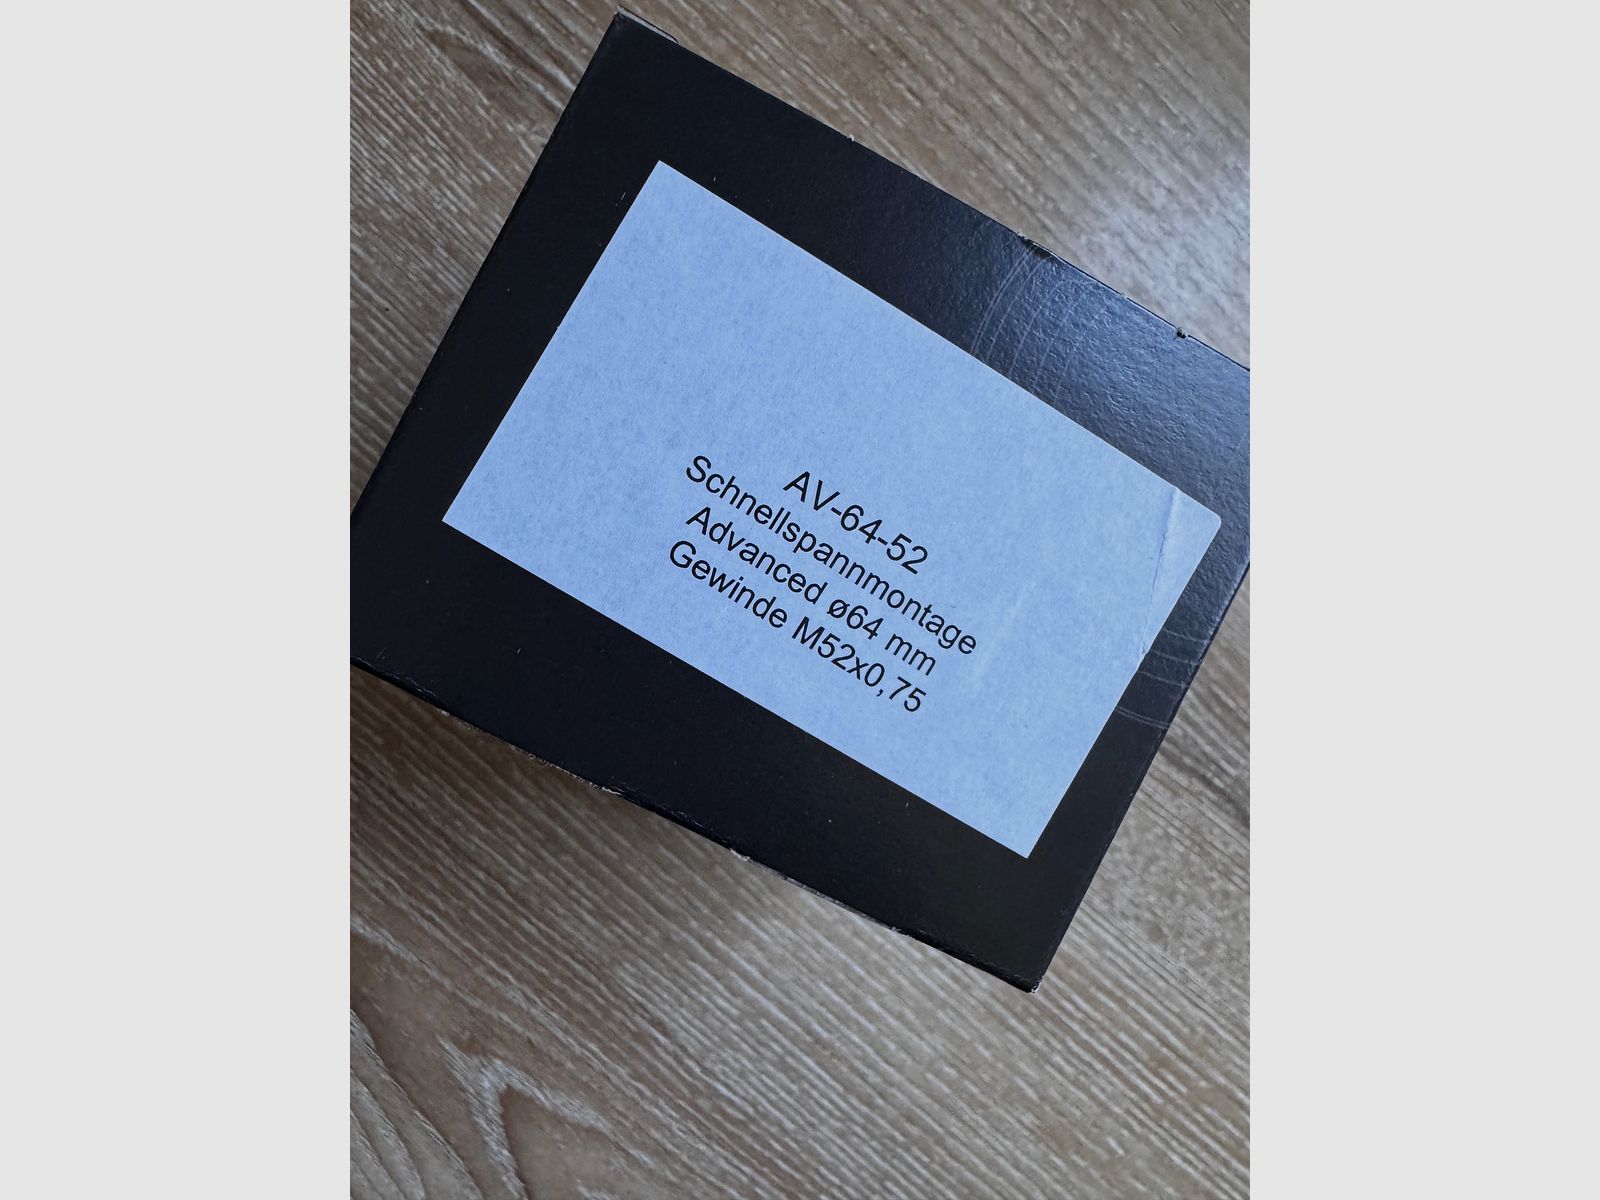 AV-64-52
Schnellspannmontage
Advanced ø64 mm
Gewinde M52x0,75